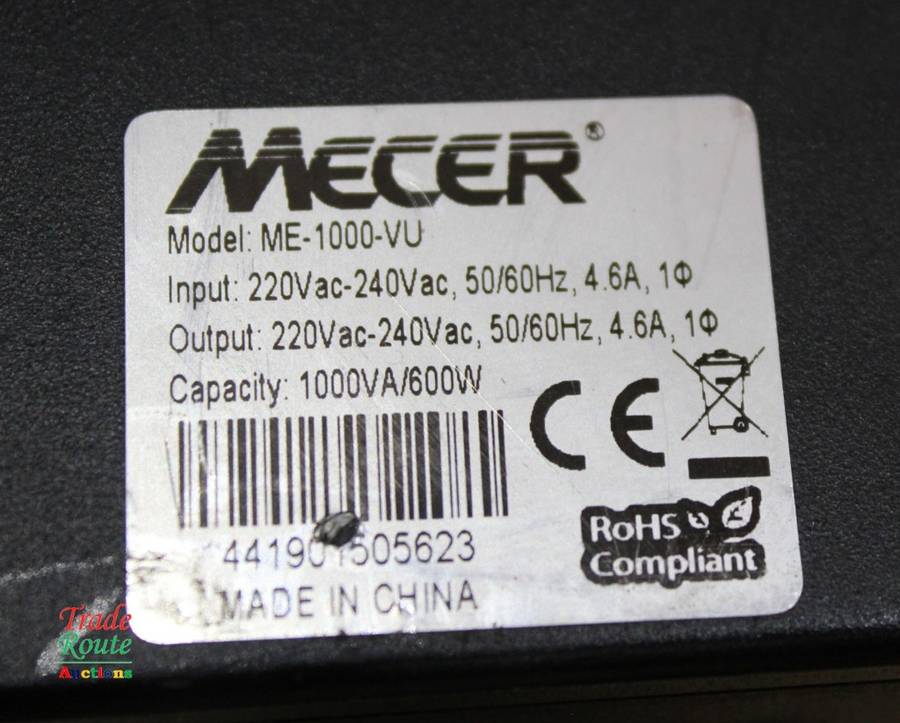 MECER®
Model: ME-1000-VU
Input: 220Vac-240Vac, 50/60Hz, 4.6A, 1Φ
Output: 220Vac-240Vac, 50/60Hz, 4.6A, 1Φ
Capacity: 1000VA/600W
CE
RoHS
Compliant
MADE IN CHINA
Trade
Route
Auctions